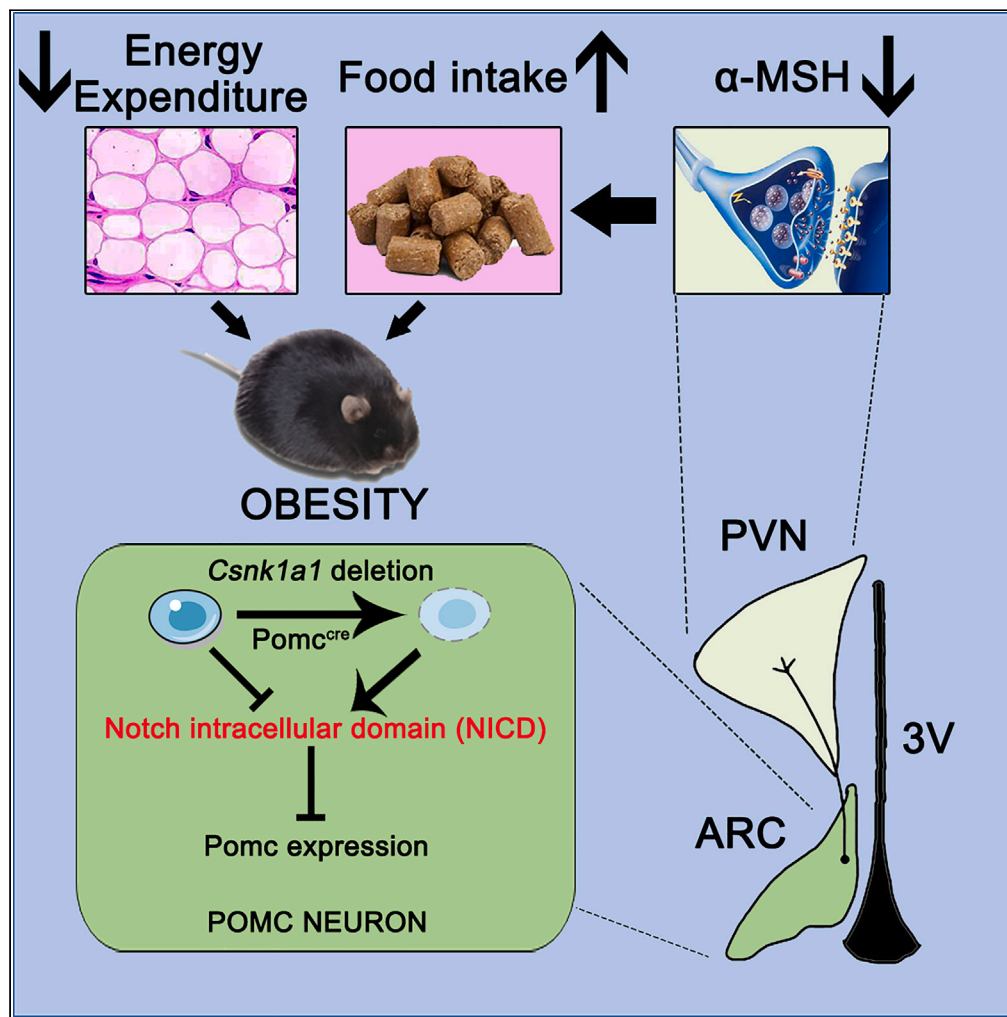 Energy
Expenditure
Food intake
α-MSH
OBESITY
Csnk1a1 deletion
Pomccre
Notch intracellular domain (NICD)
Pomc expression
POMC NEURON
PVN
3V
ARC